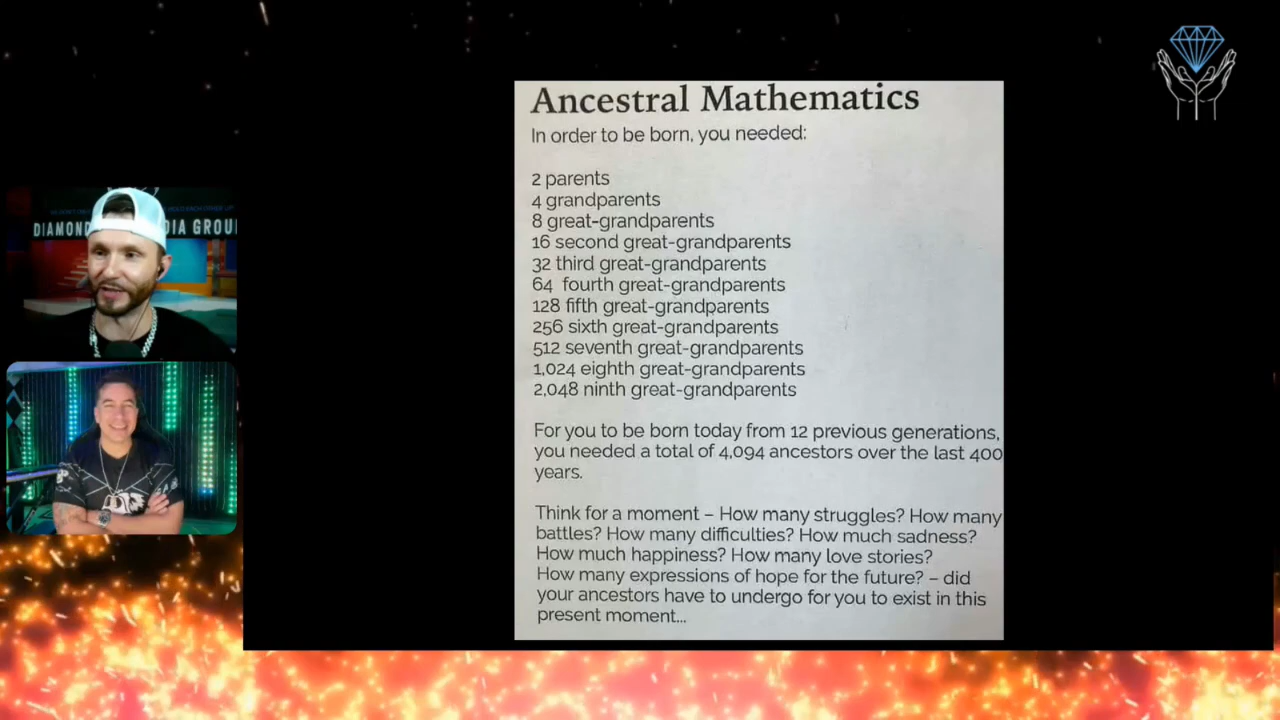 DIAMOND
DIA GROUP
Ancestral Mathematics
In order to be born, you needed:
2 parents
4 grandparents
8 great-grandparents
16 second great-grandparents
32 third great-grandparents
64 fourth great-grandparents
128 fifth great-grandparents
256 sixth great-grandparents
512 seventh great-grandparents
1,024 eighth great-grandparents
2,048 ninth great-grandparents
For you to be born today from 12 previous generations,
you needed a total of 4,094 ancestors over the last 400
years.
Think for a moment – How many struggles? How many
battles? How many difficulties? How much sadness?
How much happiness? How many love stories?
How many expressions of hope for the future? – did
your ancestors have to undergo for you to exist in this
present moment...